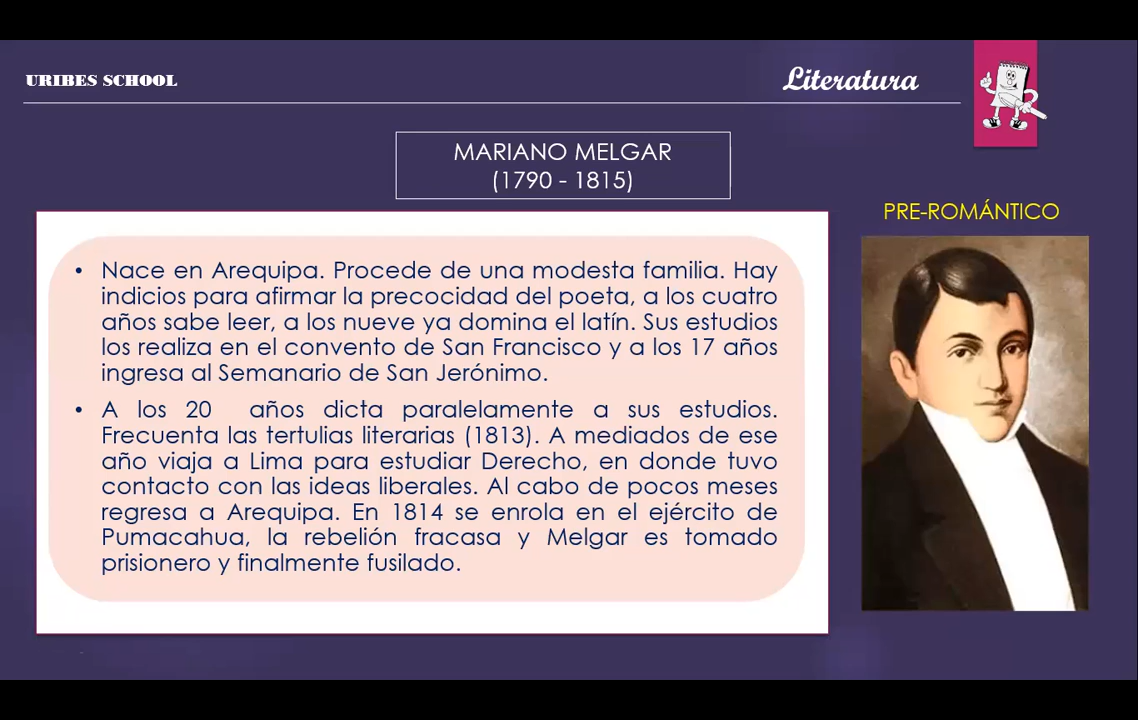 URIBES SCHOOL
Literatura
MARIANO MELGAR
(1790 - 1815)
PRE-ROMÁNTICO
• Nace en Arequipa. Procede de una modesta familia. Hay
indicios para afirmar la precocidad del poeta, a los cuatro
años sabe leer, a los nueve ya domina el latín. Sus estudios
los realiza en el convento de San Francisco y a los 17 años
ingresa al Semanario de San Jerónimo.
• A los 20 años dicta paralelamente a sus estudios.
Frecuenta las tertulias literarias (1813). A mediados de ese
año viaja a Lima para estudiar Derecho, en donde tuvo
contacto con las ideas liberales. Al cabo de pocos meses
regresa a Arequipa. En 1814 se enrola en el ejército de
Pumacahua, la rebelión fracasa y Melgar es tomado
prisionero y finalmente fusilado.